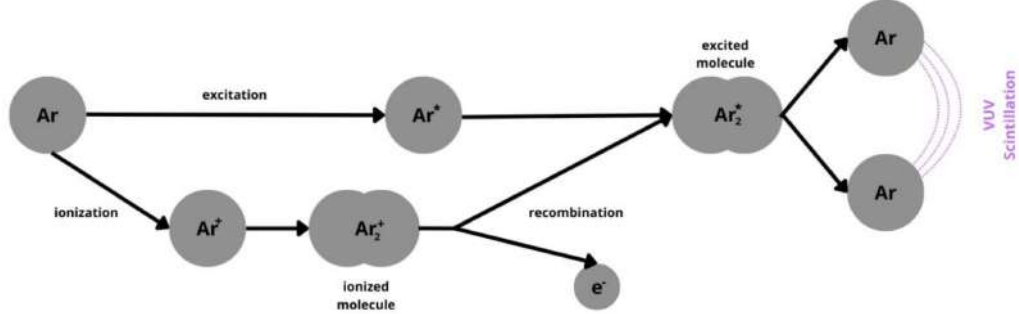 excited
molecule
Ar
excitation
Ar*
Ar₂*
Ar
VUV
Scintillation
ionization
Ar⁺
Ar₂⁺
recombination
Ar
ionized
molecule
e⁻